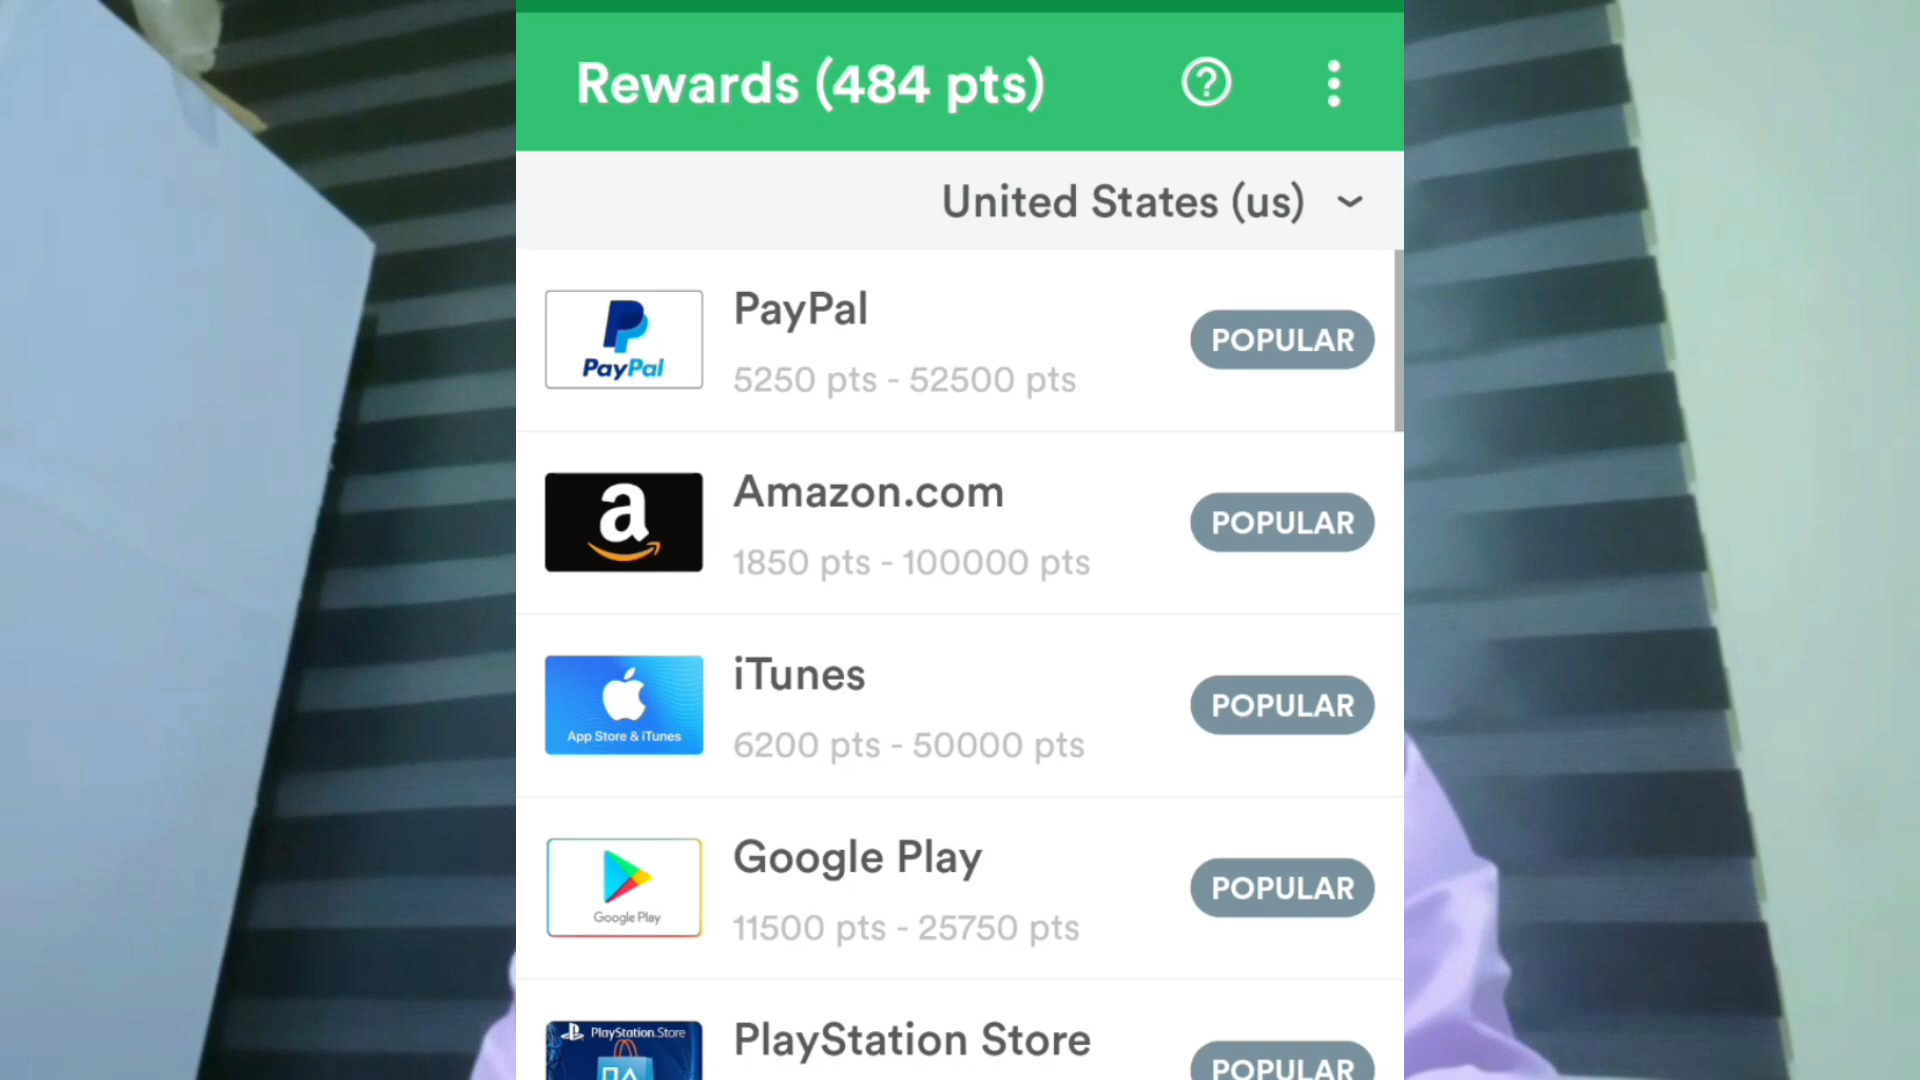 Rewards (484 pts)
United States (us)
PayPal
PayPal
POPULAR
5250 pts - 52500 pts
a
Amazon.com
POPULAR
1850 pts - 100000 pts
App Store & iTunes
iTunes
POPULAR
6200 pts - 50000 pts
Google Play
Google Play
POPULAR
11500 pts - 25750 pts
PlayStation.Store
PlayStation Store
POPULAR